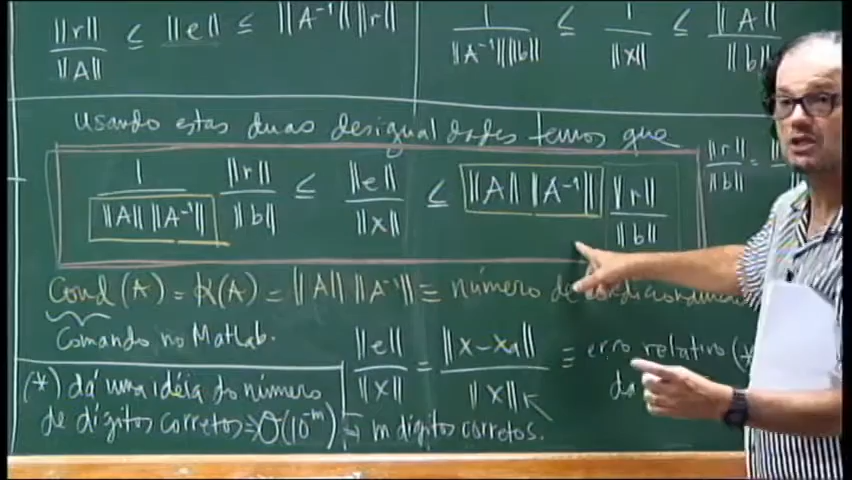 ||r||/||A|| ≤ ||e|| ≤ ||A⁻¹|| ||r||
1/(||A⁻¹|| ||b||) ≤ 1/||x|| ≤ ||A||/||b||
Usando estas duas desigualdades temos que
1/(||A|| ||A⁻¹||) ||r||/||b|| ≤ ||e||/||x|| ≤ ||A|| ||A⁻¹|| ||r||/||b||
||r||/||b|| =
Cond(A) = K(A) = ||A|| ||A⁻¹|| ≡ número de
Comando no Matlab.
||e||/||x|| = ||x-xa||/||x|| ≡ erro relativo (*
da
(*) dá uma idéia do número
de dígitos corretos ⇒ O(10⁻ᵐ) ⇒ m dígitos corretos.